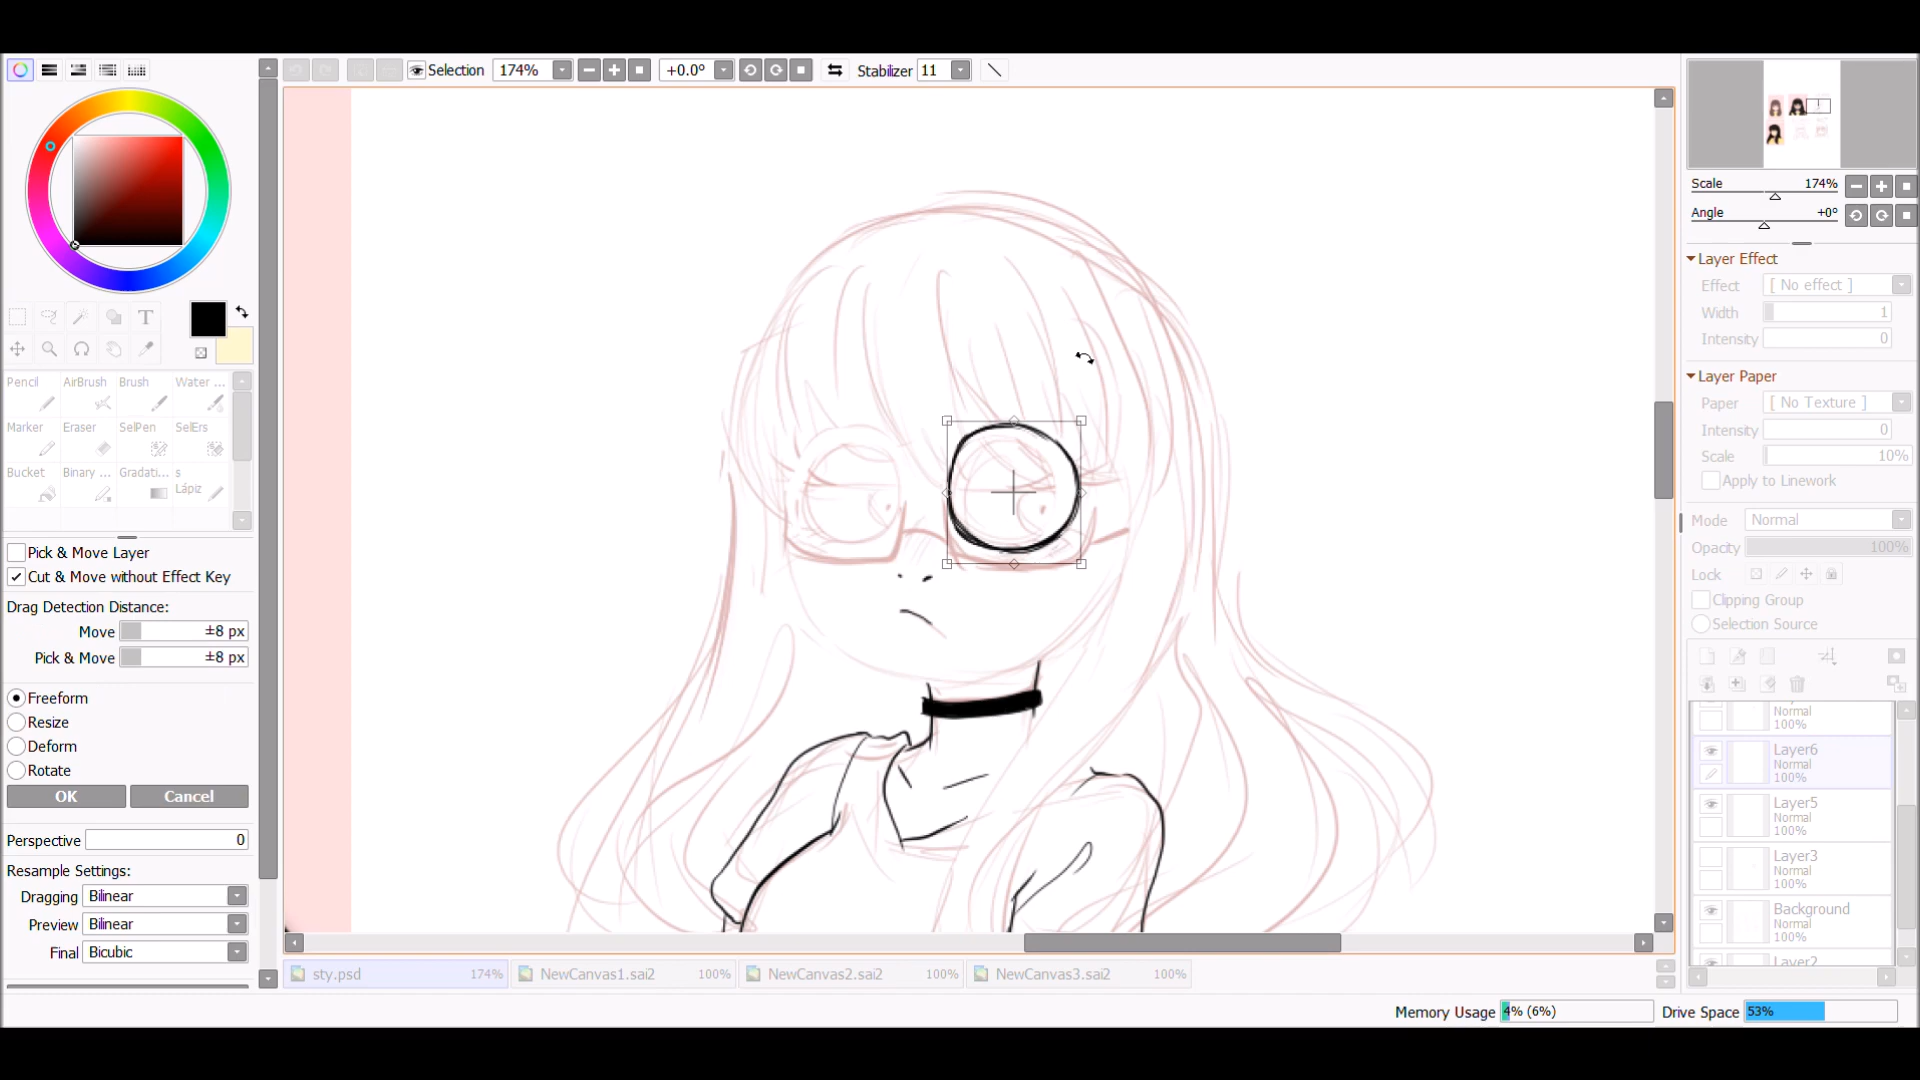 Selection
174%
+0.0°
Stabilizer 11
Scale 174%
Angle +0°
Layer Effect
Effect [ No effect ]
Width 1
Intensity 0
Layer Paper
Paper [ No Texture ]
Intensity 0
Scale 10%
Apply to Linework
Mode Normal
Opacity 100%
Lock
Clipping Group
Selection Source
Normal
100%
Layer6
Normal
100%
Layer5
Normal
100%
Layer3
Normal
100%
Background
Normal
100%
Layer2
T
Pencil AirBrush Brush Water ...
Marker Eraser SelPen SelErs
Bucket Binary ... Gradati... s
Lápiz
Pick & Move Layer
Cut & Move without Effect Key
Drag Detection Distance:
Move ±8 px
Pick & Move ±8 px
Freeform
Resize
Deform
Rotate
OK Cancel
Perspective 0
Resample Settings:
Dragging Bilinear
Preview Bilinear
Final Bicubic
sty.psd 174% NewCanvas1.sai2 100% NewCanvas2.sai2 100% NewCanvas3.sai2 100%
Memory Usage 4% (6%) Drive Space 53%